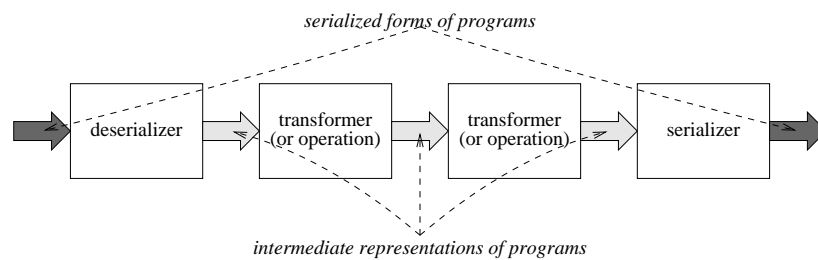 serialized forms of programs
deserializer
transformer
(or operation)
transformer
(or operation)
serializer
intermediate representations of programs